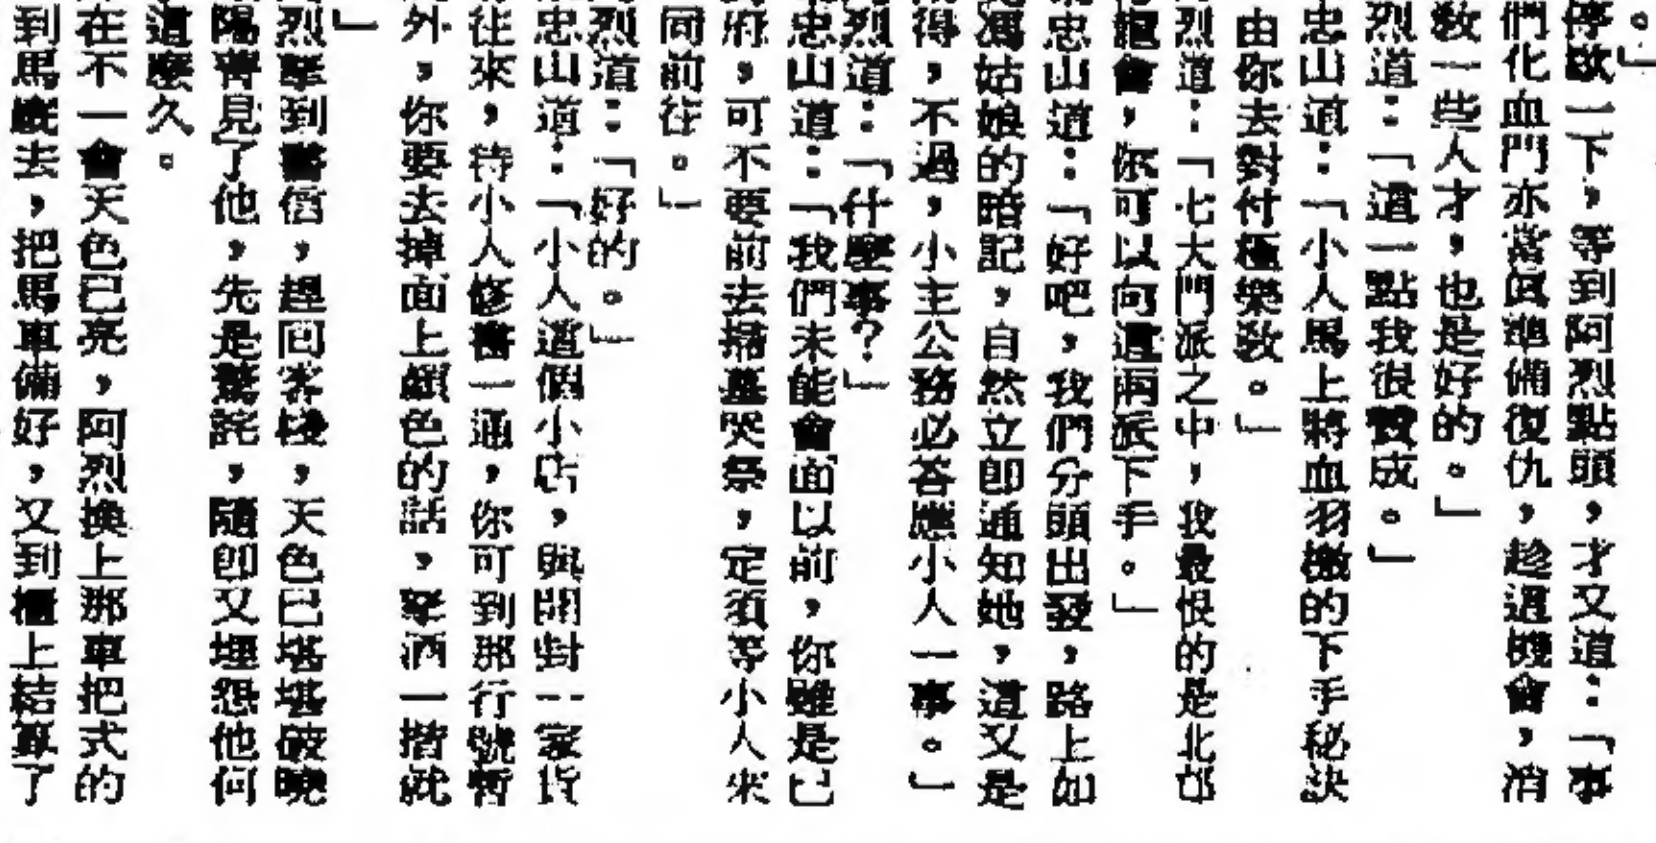 。」
停歇一下，等到阿烈點頭，才又道：「事
們化血門亦當眞準備復仇，趁這機會，消
教一些人才，也是好的。」
烈道：「這一點我很贊成。」
忠山道：「小人馬上將血羽檄的下手秘訣
由你去對付極樂教。」
烈道：「七大門派之中，我最恨的是北邙
龍會，你可以向這兩派下手。」
忠山道：「好吧，我們分頭出發，路上如
馮姑娘的暗記，自然立卽通知她，這又是
得，不過，小主公務必答應小人一事。」
烈道：「什麼事？」
忠山道：「我們未能會面以前，你雖是已
府，可不要前去掃墓哭祭，定須等小人來
同前往。」
烈道：「好的。」
忠山道：「小人這個小店，與開封一家貨
往來，待小人修書一通，你可到那行號暫
外，你要去掉面上顏色的話，拏酒一揩就
」
烈拏到書信，趕囘客棧，天色已堪堪破曉
陽菁見了他，先是驚詫，隨卽又埋怨他何
這麼久。
在不一會天色已亮，阿烈換上那車把式的
到馬廐去，把馬車備好，又到櫃上結算了